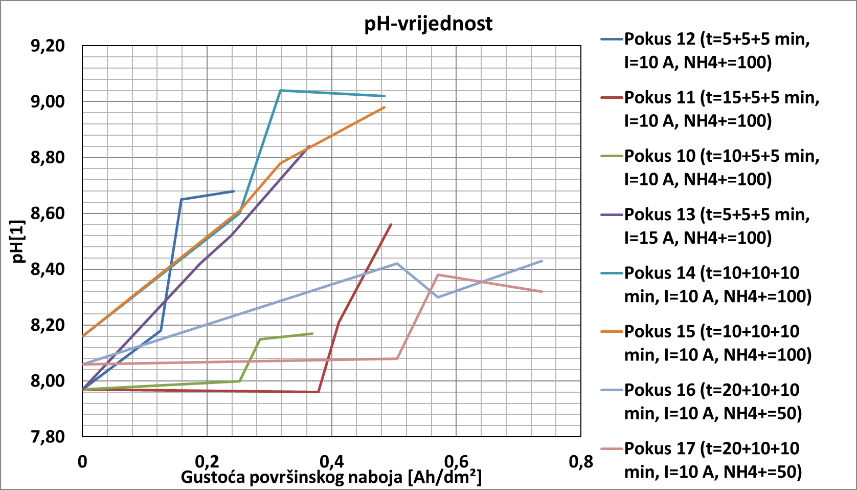 pH-vrijednost
9,20
9,00
8,80
8,60
8,40
8,20
8,00
7,80
pH[1]
0
0,2
0,4
0,6
0,8
Gustoća površinskog naboja [Ah/dm²]
Pokus 12 (t=5+5+5 min,
I=10 A, NH4+=100)
Pokus 11 (t=15+5+5 min,
I=10 A, NH4+=100)
Pokus 10 (t=10+5+5 min,
I=10 A, NH4+=100)
Pokus 13 (t=5+5+5 min,
I=15 A, NH4+=100)
Pokus 14 (t=10+10+10
min, I=10 A, NH4+=100)
Pokus 15 (t=10+10+10
min, I=10 A, NH4+=100)
Pokus 16 (t=20+10+10
min, I=10 A, NH4+=50)
Pokus 17 (t=20+10+10
min, I=10 A, NH4+=50)